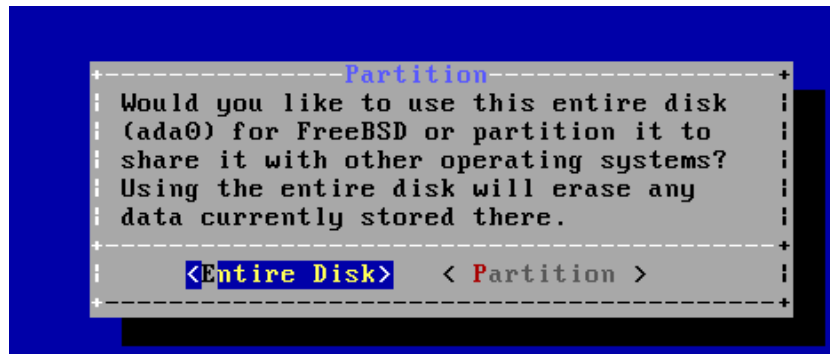 Partition
Would you like to use this entire disk
(ada0) for FreeBSD or partition it to
share it with other operating systems?
Using the entire disk will erase any
data currently stored there.
<Entire Disk> < Partition >